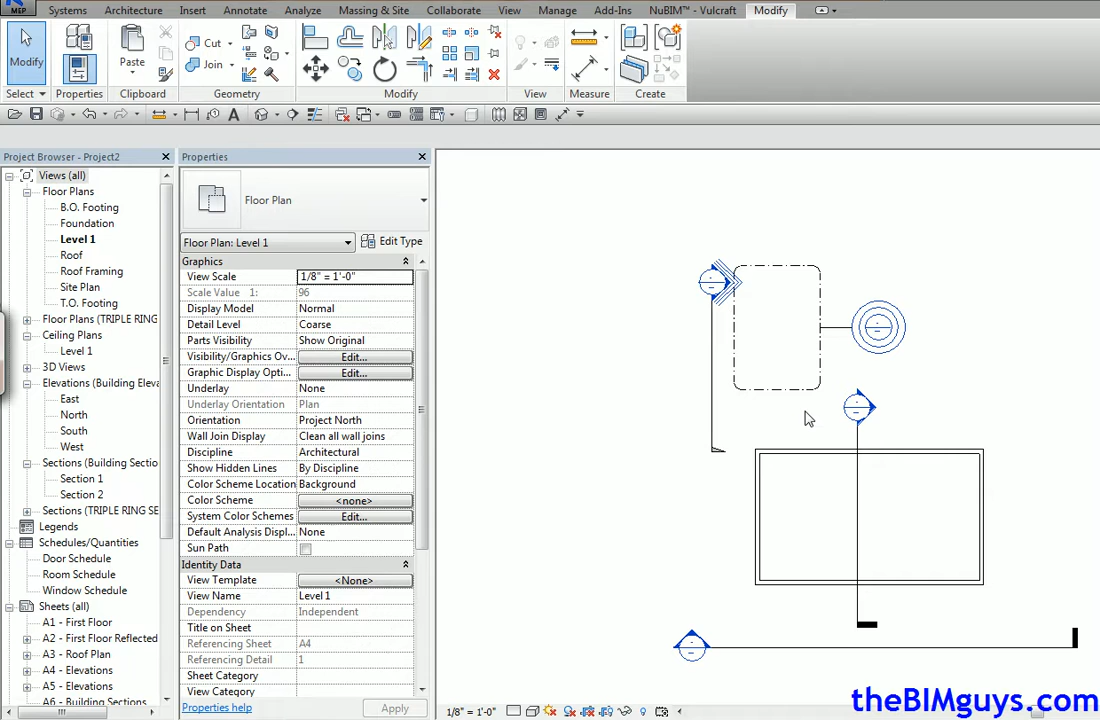 MEP
Systems Architecture Insert Annotate Analyze Massing & Site Collaborate View Manage Add-Ins NuBIM™ - Vulcraft Modify
Cut
Join
Modify Paste
Select Properties Clipboard Geometry Modify View Measure Create
A
Project Browser - Project2
Views (all)
Floor Plans
B.O. Footing
Foundation
Level 1
Roof
Roof Framing
Site Plan
T.O. Footing
Floor Plans (TRIPLE RING
Ceiling Plans
Level 1
3D Views
Elevations (Building Eleva
East
North
South
West
Sections (Building Sectio
Section 1
Section 2
Sections (TRIPLE RING SE
Legends
Schedules/Quantities
Door Schedule
Room Schedule
Window Schedule
Sheets (all)
A1 - First Floor
A2 - First Floor Reflected
A3 - Roof Plan
A4 - Elevations
A5 - Elevations
A6 - Building Sections
Properties
Floor Plan
Floor Plan: Level 1 Edit Type
Graphics
View Scale 1/8" = 1'-0"
Scale Value 1: 96
Display Model Normal
Detail Level Coarse
Parts Visibility Show Original
Visibility/Graphics Ov... Edit...
Graphic Display Opti... Edit...
Underlay None
Underlay Orientation Plan
Orientation Project North
Wall Join Display Clean all wall joins
Discipline Architectural
Show Hidden Lines By Discipline
Color Scheme Location Background
Color Scheme <none>
System Color Schemes Edit...
Default Analysis Displ... None
Sun Path
Identity Data
View Template <None>
View Name Level 1
Dependency Independent
Title on Sheet
Referencing Sheet A4
Referencing Detail 1
Sheet Category
View Category
Properties help Apply
1/8" = 1'-0"
theBIMguys.com